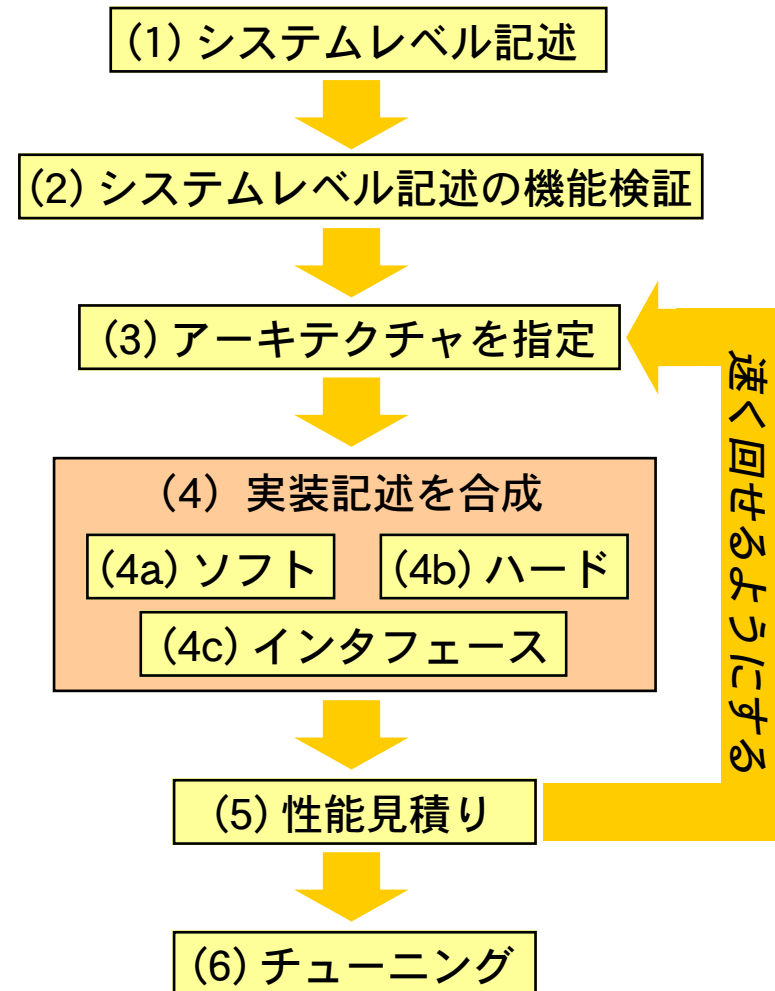 (1) システムレベル記述
(2) システムレベル記述の機能検証
(3) アーキテクチャを指定
(4) 実装記述を合成
(4a) ソフト
(4b) ハード
(4c) インタフェース
(5) 性能見積り
(6) チューニング
速く回せるようにする